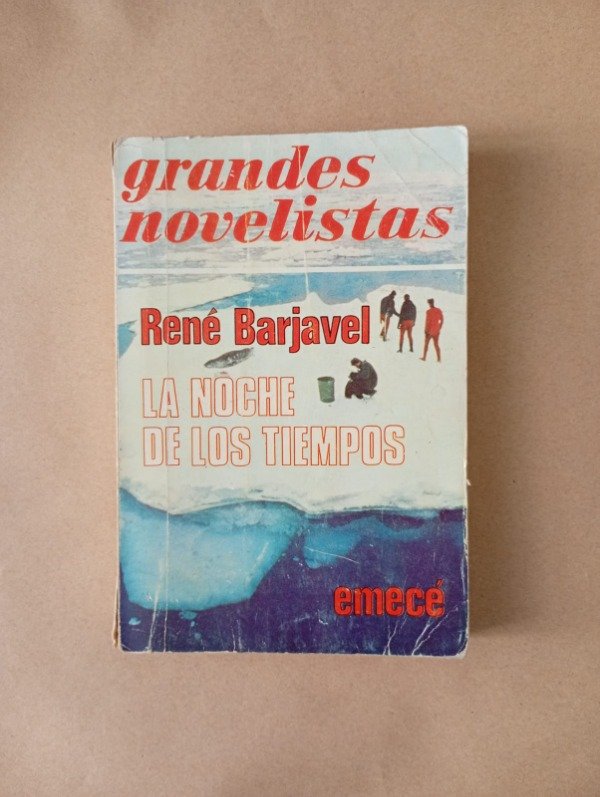 grandes
novelistas
René Barjavel
LA NOCHE
DE LOS TIEMPOS
emecé